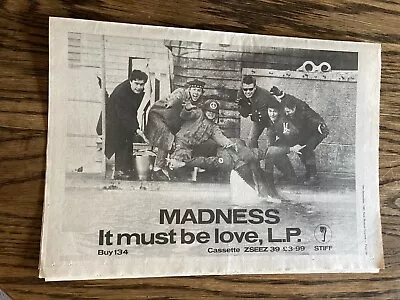 MADNESS
It must be love, L.P.
Buy 134
Cassette ZSEEZ 39 £3·99
STIFF